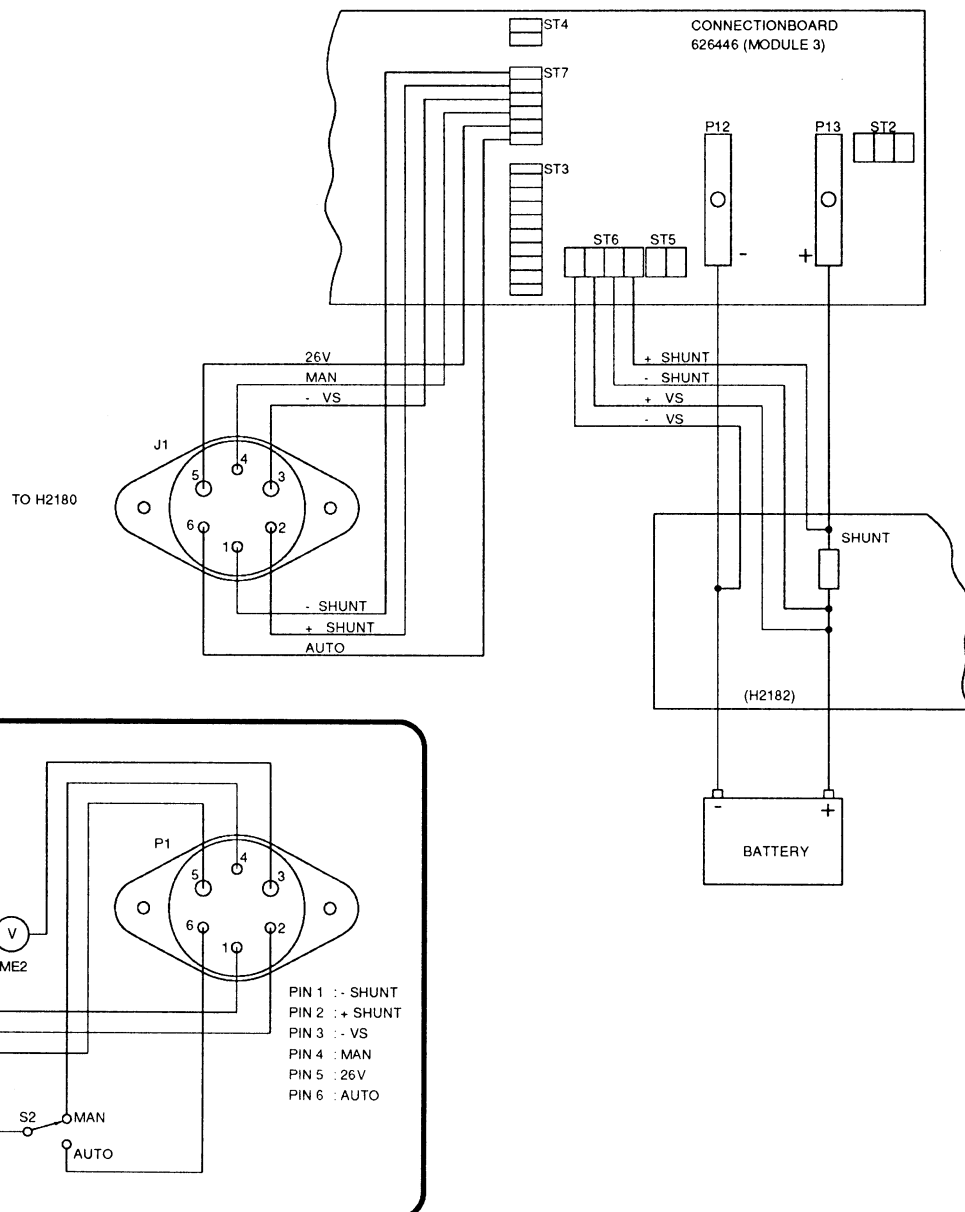 ST4
CONNECTIONBOARD
626446 (MODULE 3)
ST7
P12
P13
ST2
ST3
ST6
ST5
-
+
26V
MAN
- VS
+ SHUNT
- SHUNT
+ VS
- VS
J1
4
5
3
TO H2180
6
2
1
SHUNT
- SHUNT
+ SHUNT
AUTO
(H2182)
-
+
BATTERY
P1
4
5
3
V
6
2
1
ME2
PIN 1 : - SHUNT
PIN 2 : + SHUNT
PIN 3 : - VS
PIN 4 : MAN
PIN 5 : 26V
PIN 6 : AUTO
S2
MAN
AUTO